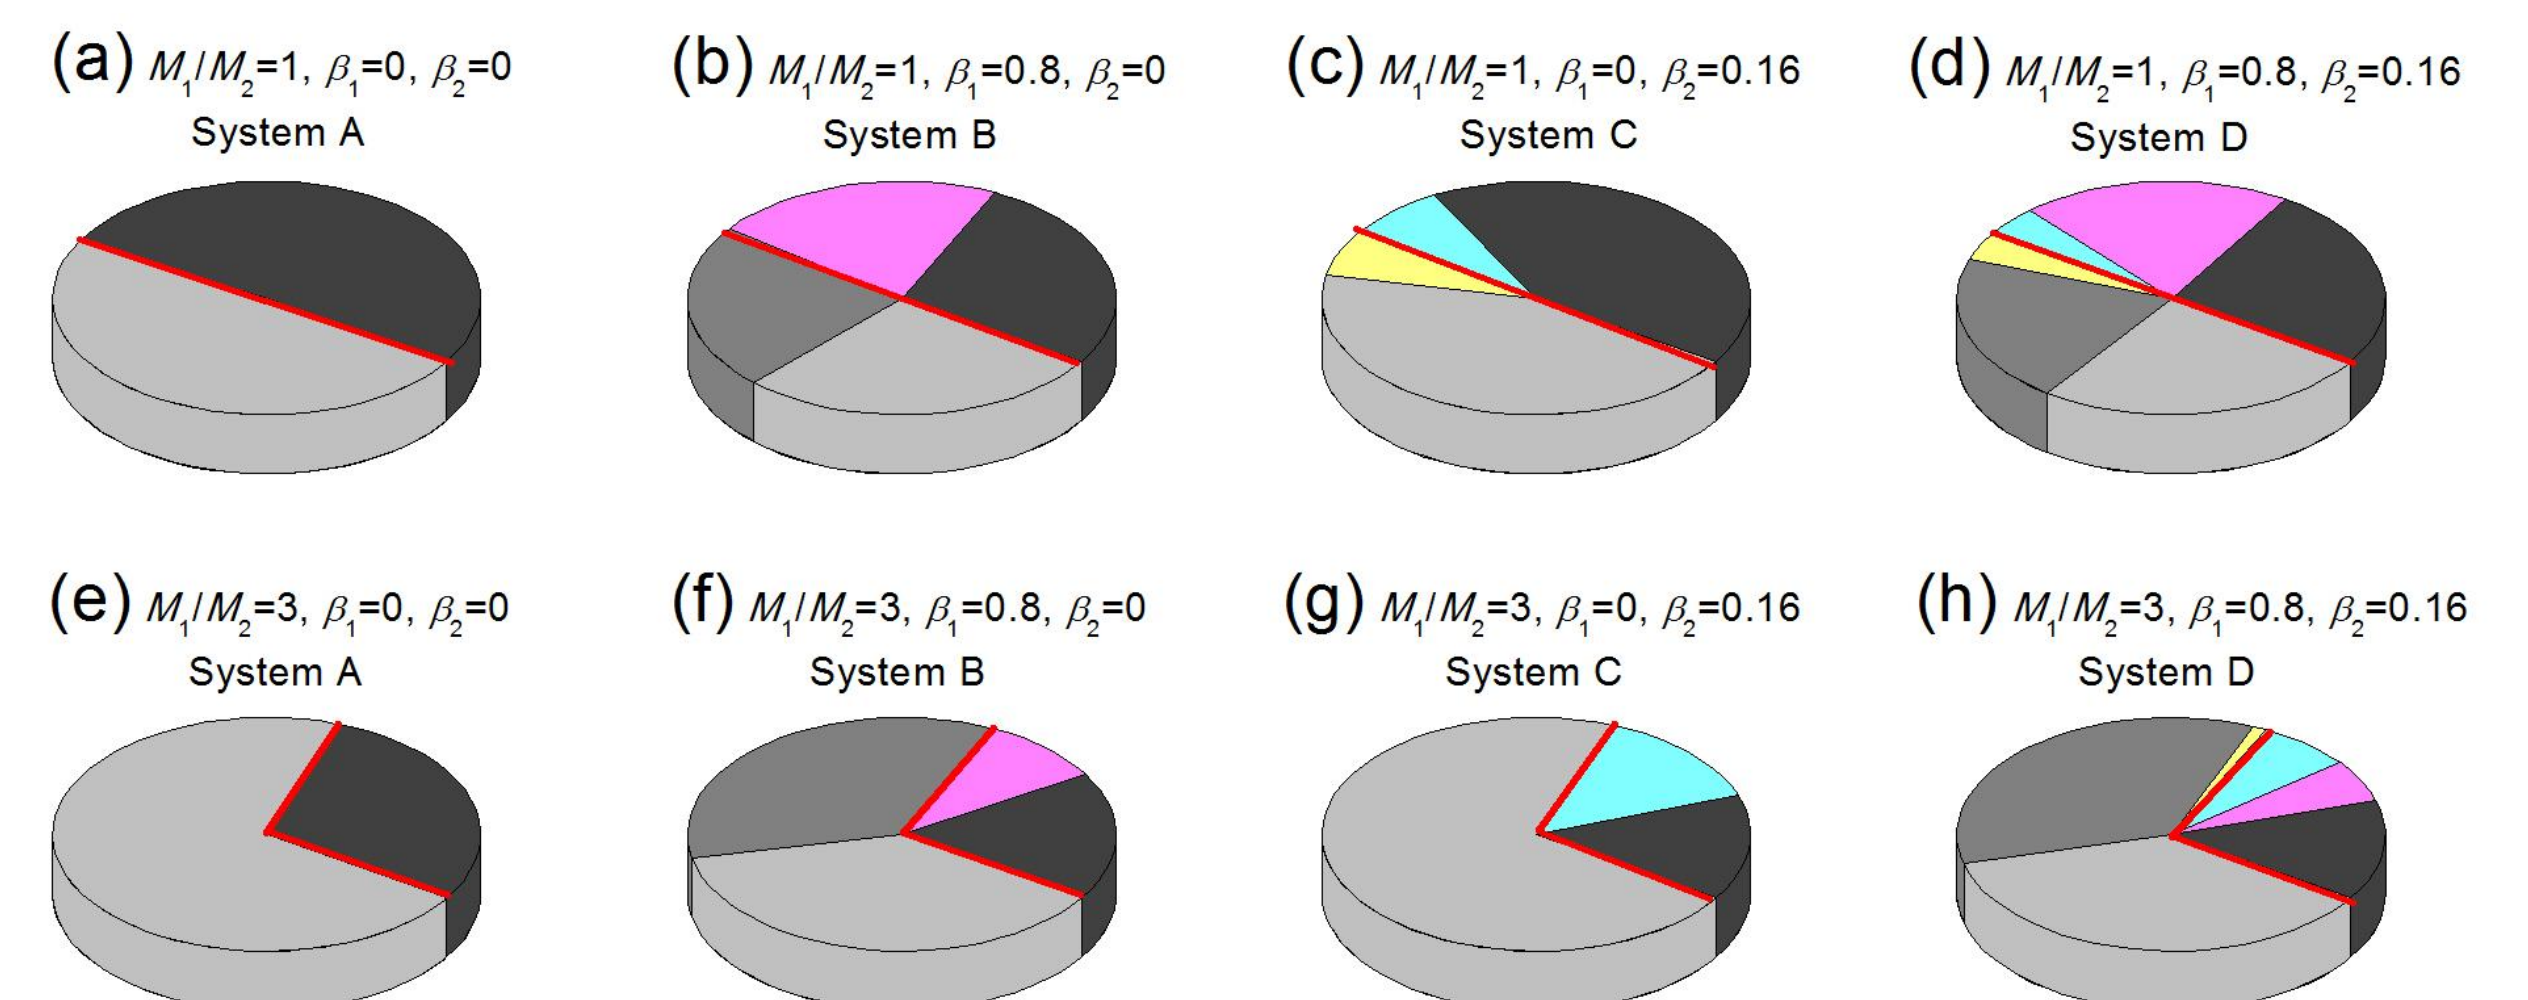 (a) M₁/M₂=1, β₁=0, β₂=0
System A
(b) M₁/M₂=1, β₁=0.8, β₂=0
System B
(c) M₁/M₂=1, β₁=0, β₂=0.16
System C
(d) M₁/M₂=1, β₁=0.8, β₂=0.16
System D
(e) M₁/M₂=3, β₁=0, β₂=0
System A
(f) M₁/M₂=3, β₁=0.8, β₂=0
System B
(g) M₁/M₂=3, β₁=0, β₂=0.16
System C
(h) M₁/M₂=3, β₁=0.8, β₂=0.16
System D